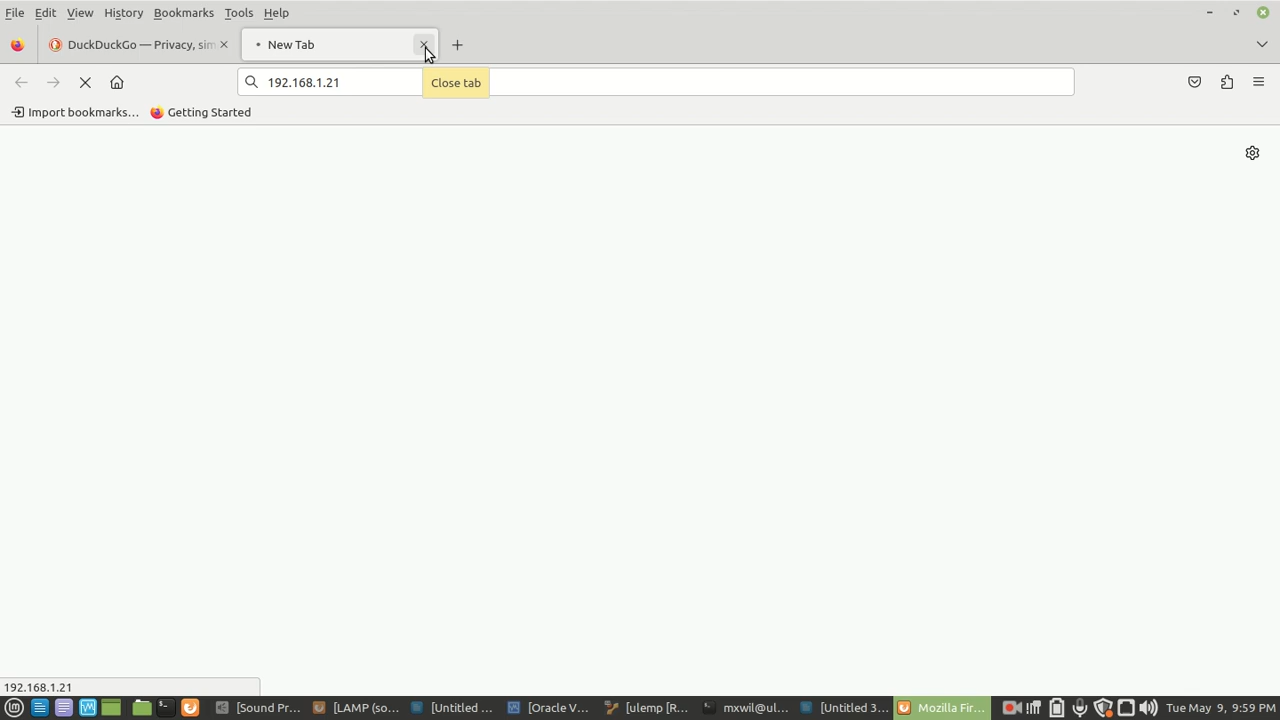 File Edit View History Bookmarks Tools Help
DuckDuckGo — Privacy, sim
New Tab
192.168.1.21
Close tab
Import bookmarks… Getting Started
192.168.1.21
[Sound Pr... [LAMP (so... [Untitled ... [Oracle V... [ulemp [R... mxwil@ul... [Untitled 3... Mozilla Fir... Tue May 9, 9:59 PM